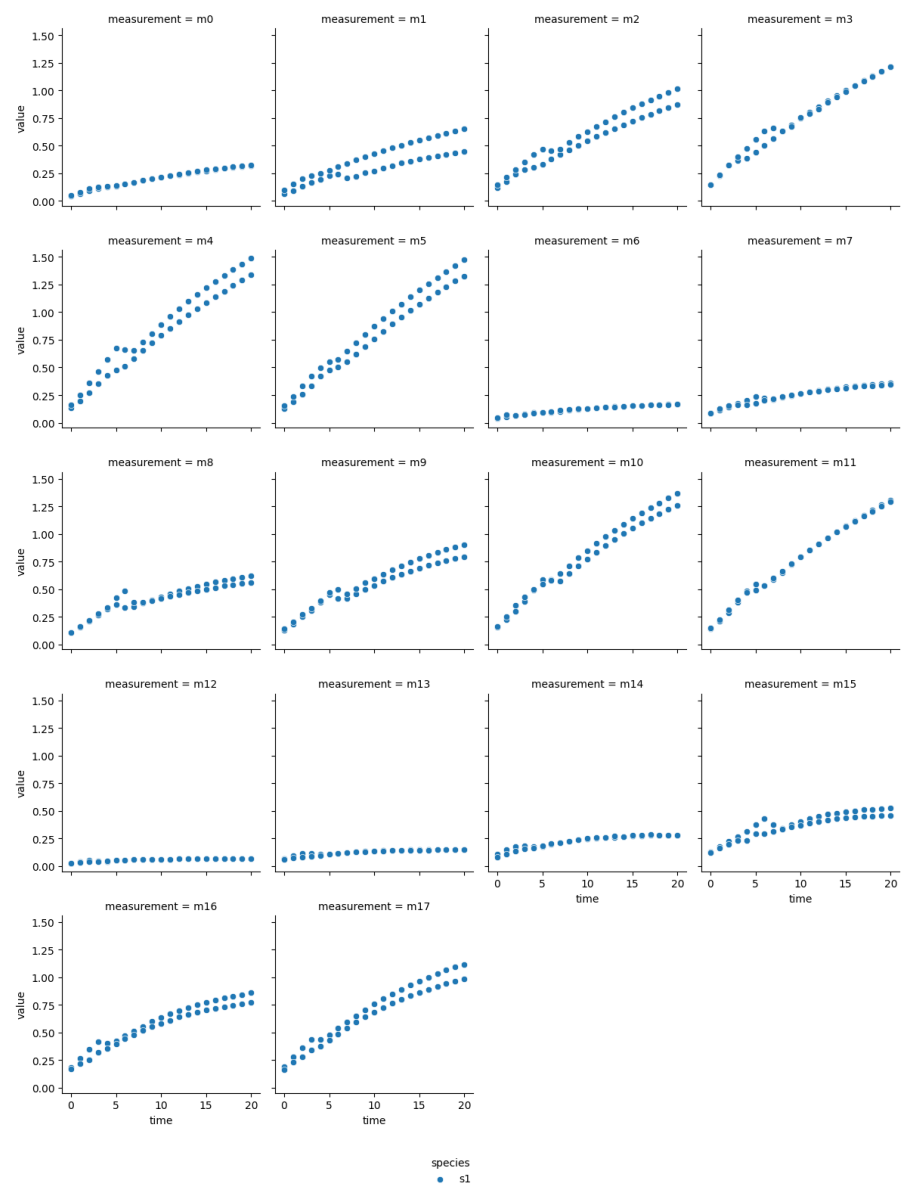 measurement = m0 measurement = m1 measurement = m2 measurement = m3
1.50
1.25
1.00
0.75
0.50
0.25
0.00
value
measurement = m4 measurement = m5 measurement = m6 measurement = m7
1.50
1.25
1.00
0.75
0.50
0.25
0.00
value
measurement = m8 measurement = m9 measurement = m10 measurement = m11
1.50
1.25
1.00
0.75
0.50
0.25
0.00
value
measurement = m12 measurement = m13 measurement = m14 measurement = m15
1.50
1.25
1.00
0.75
0.50
0.25
0.00
value
0 5 10 15 20 0 5 10 15 20
time time
measurement = m16 measurement = m17
1.50
1.25
1.00
0.75
0.50
0.25
0.00
value
0 5 10 15 20 0 5 10 15 20
time time
species
s1